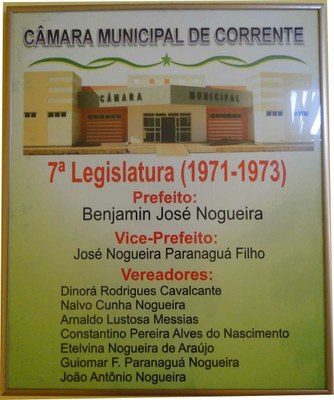 CÂMARA MUNICIPAL DE CORRENTE
CÂMARA MUNICIPAL
7ª Legislatura (1971-1973)
Prefeito:
Benjamin José Nogueira
Vice-Prefeito:
José Nogueira Paranaguá Filho
Vereadores:
Dinorá Rodrigues Cavalcante
Nalvo Cunha Nogueira
Arnaldo Lustosa Messias
Constantino Pereira Alves do Nascimento
Etelvina Nogueira de Araújo
Guiomar F. Paranaguá Nogueira
João Antônio Nogueira